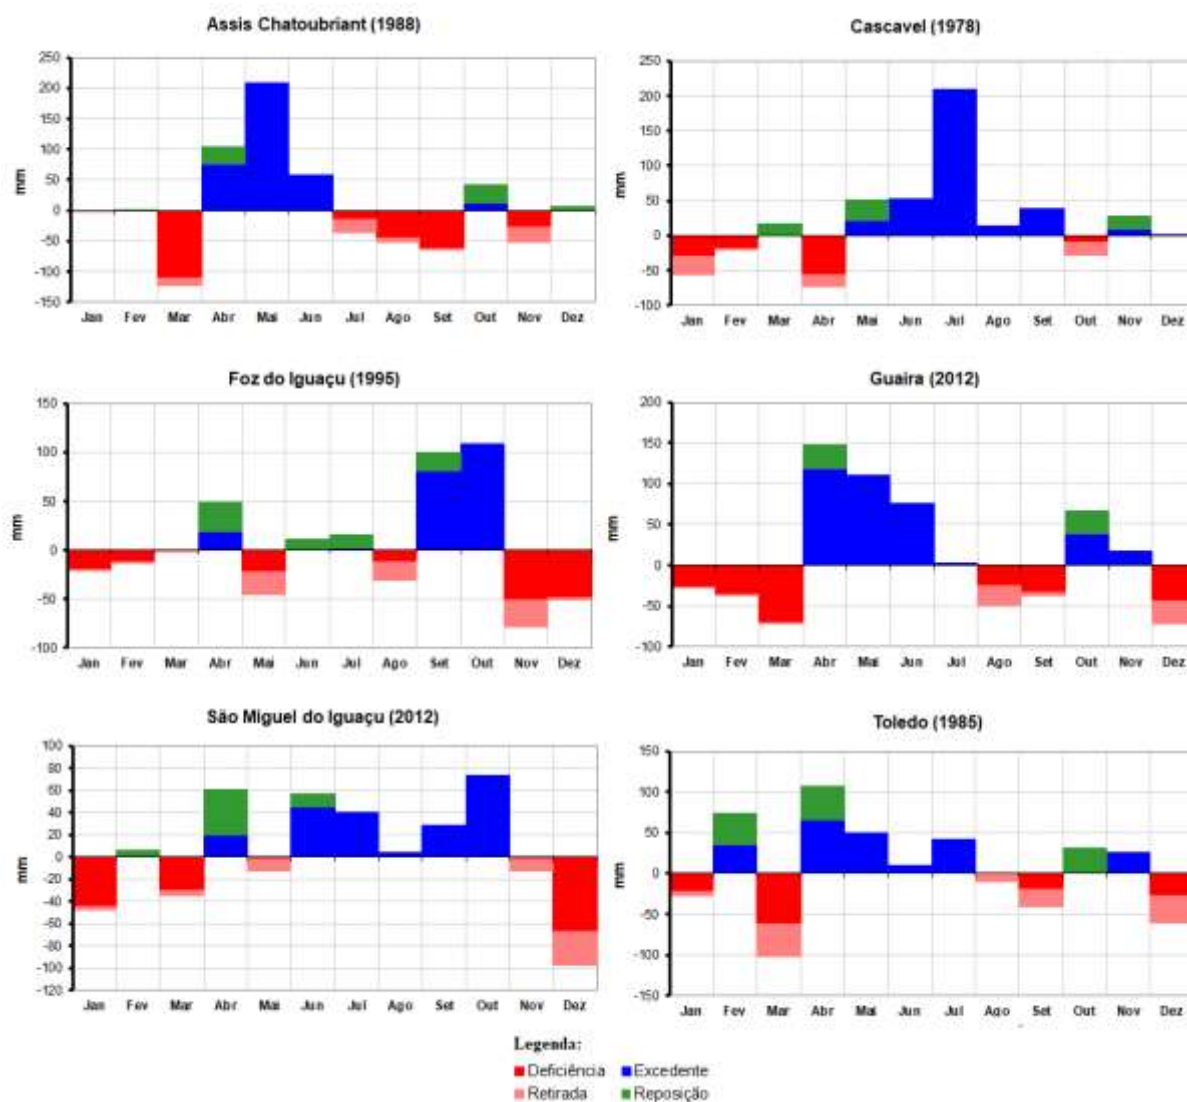 Assis Chatoubriant (1988)
250
200
150
100
50
0
-50
-100
-150
mm
Jan Fev Mar Abr Mai Jun Jul Ago Set Out Nov Dez
Cascavel (1978)
250
200
150
100
50
0
-50
-100
mm
Jan Fev Mar Abr Mai Jun Jul Ago Set Out Nov Dez
Foz do Iguaçu (1995)
150
100
50
0
-50
-100
mm
Jan Fev Mar Abr Mai Jun Jul Ago Set Out Nov Dez
Guaira (2012)
200
150
100
50
0
-50
-100
mm
Jan Fev Mar Abr Mai Jun Jul Ago Set Out Nov Dez
São Miguel do Iguaçu (2012)
100
80
60
40
20
0
-20
-40
-60
-80
-100
-120
mm
Jan Fev Mar Abr Mai Jun Jul Ago Set Out Nov Dez
Toledo (1985)
150
100
50
0
-50
-100
-150
mm
Jan Fev Mar Abr Mai Jun Jul Ago Set Out Nov Dez
Legenda:
Deficiência Excedente
Retirada Reposição